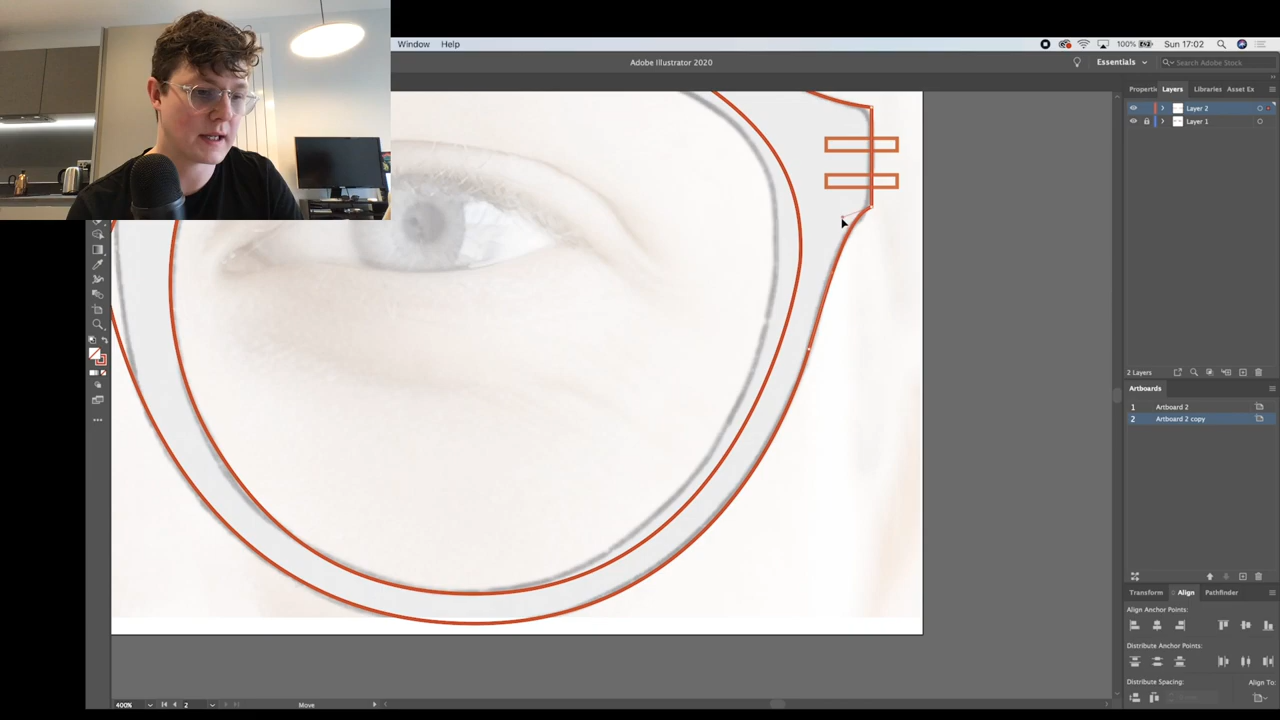 Window Help
100%
Sun 17:02
Adobe Illustrator 2020
Essentials
Search Adobe Stock
Layers Libraries Asset Ex
Layer 2
Layer 1
2 Layers
Artboards
1 Artboard 2
2 Artboard 2 copy
Transform Align Pathfinder
Align Anchor Points:
Distribute Anchor Points:
Distribute Spacing:
Align To:
400%
2
Move